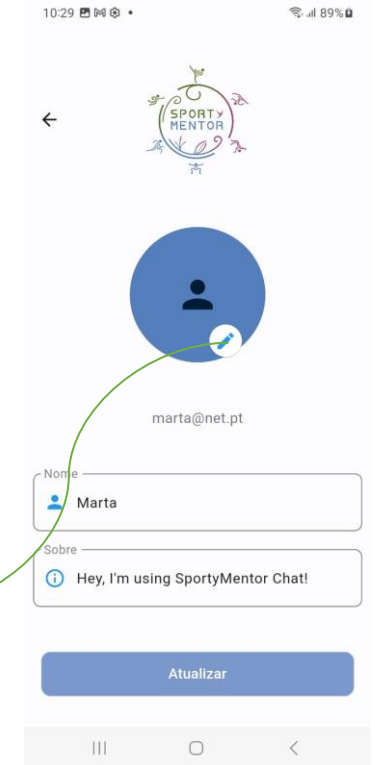 10:29
89%
SPORTY
MENTOR
marta@net.pt
Nome
Marta
Sobre
Hey, I'm using SportyMentor Chat!
Atualizar